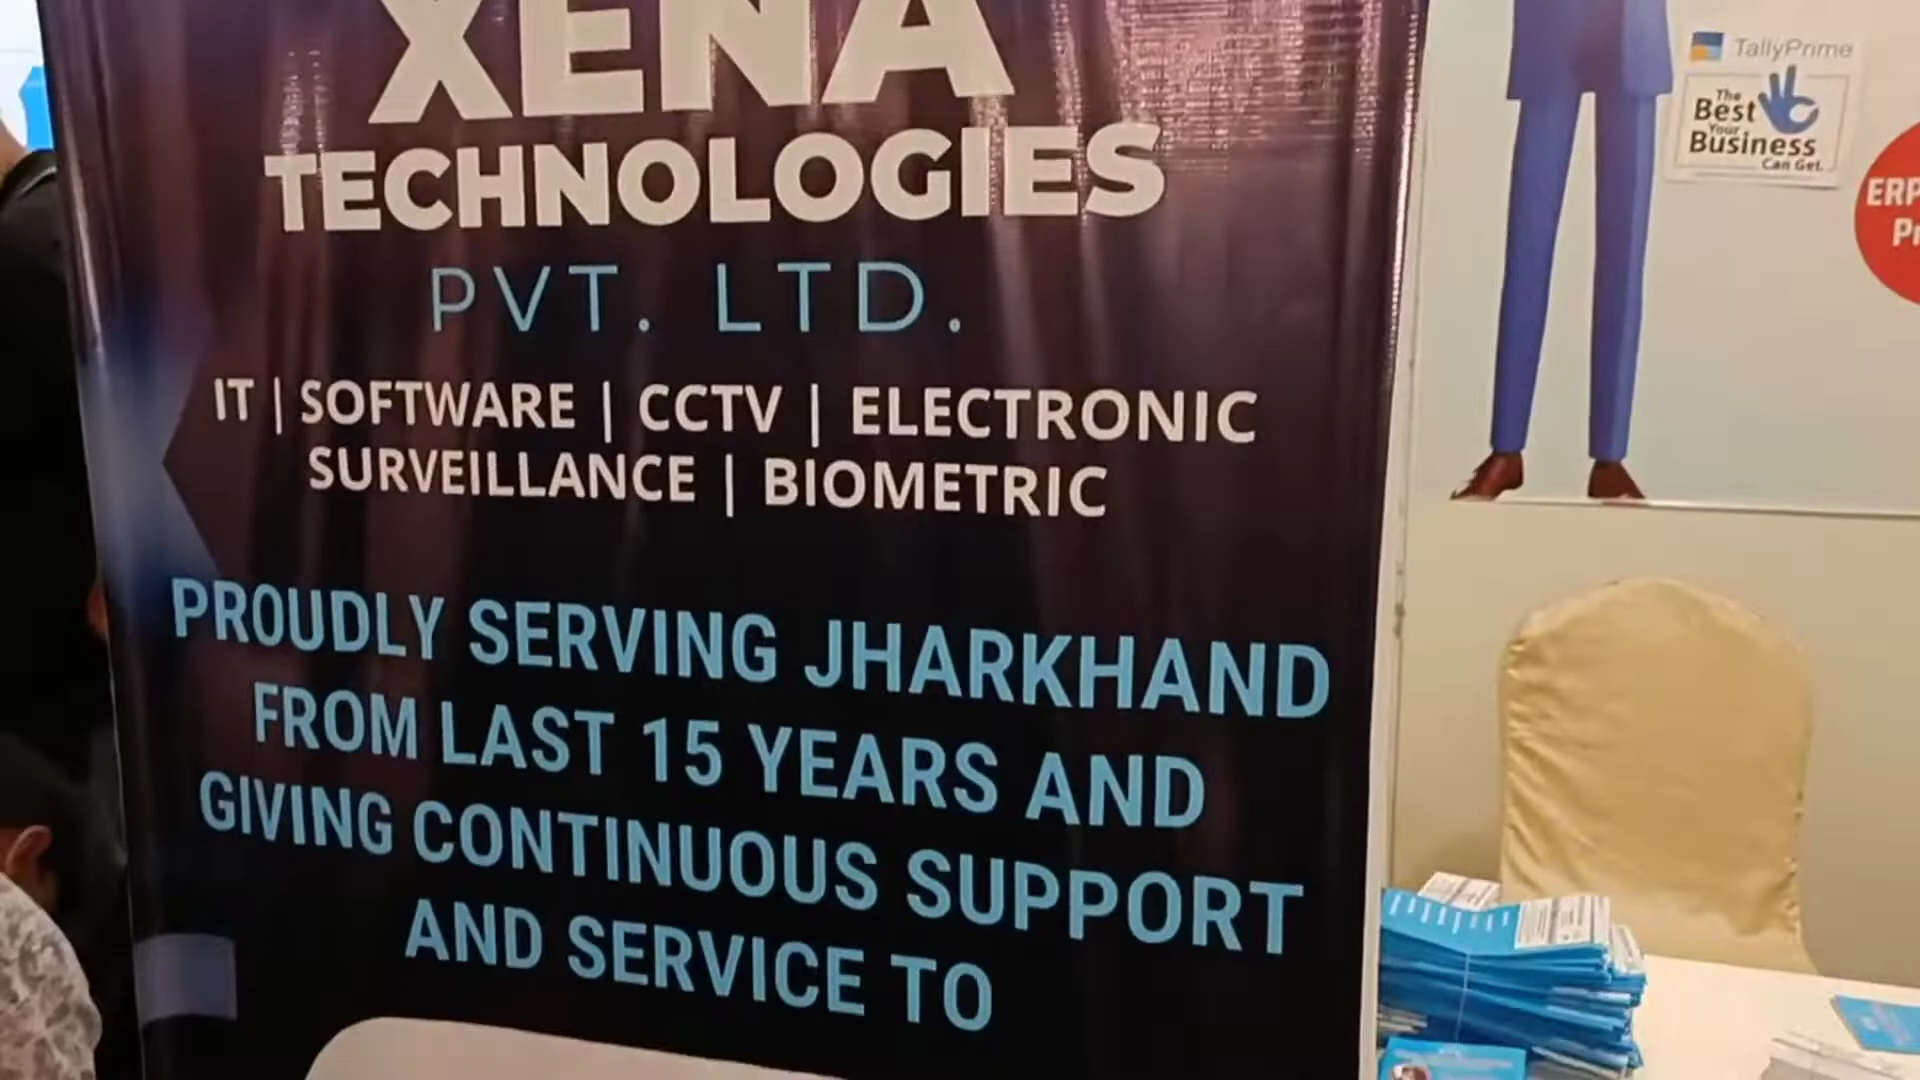 XENA
TECHNOLOGIES
PVT. LTD.
IT | SOFTWARE | CCTV | ELECTRONIC
SURVEILLANCE | BIOMETRIC
PROUDLY SERVING JHARKHAND
FROM LAST 15 YEARS AND
GIVING CONTINUOUS SUPPORT
AND SERVICE TO
TallyPrime
The
Best
Your
Business
Can Get.
ERP